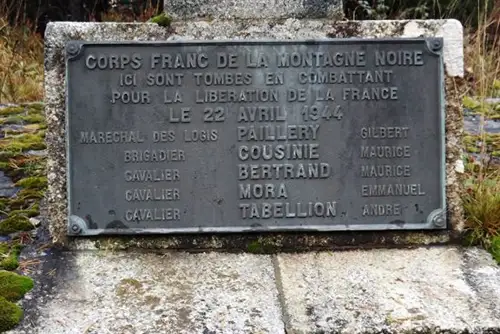 CORPS FRANC DE LA MONTAGNE NOIRE
ICI SONT TOMBES EN COMBATTANT
POUR LA LIBERATION DE LA FRANCE
LE 22 AVRIL 1944
MARECHAL DES LOGIS PAILLERY GILBERT
BRIGADIER COUSINIE MAURICE
CAVALIER BERTRAND MAURICE
CAVALIER MORA EMMANUEL
CAVALIER TABELLION ANDRE